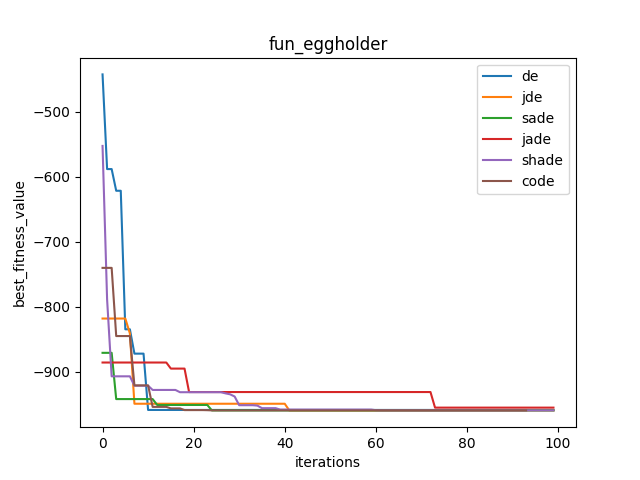 fun_eggholder
best_fitness_value
−500
−600
−700
−800
−900
0
20
40
60
80
100
iterations
de
jde
sade
jade
shade
code